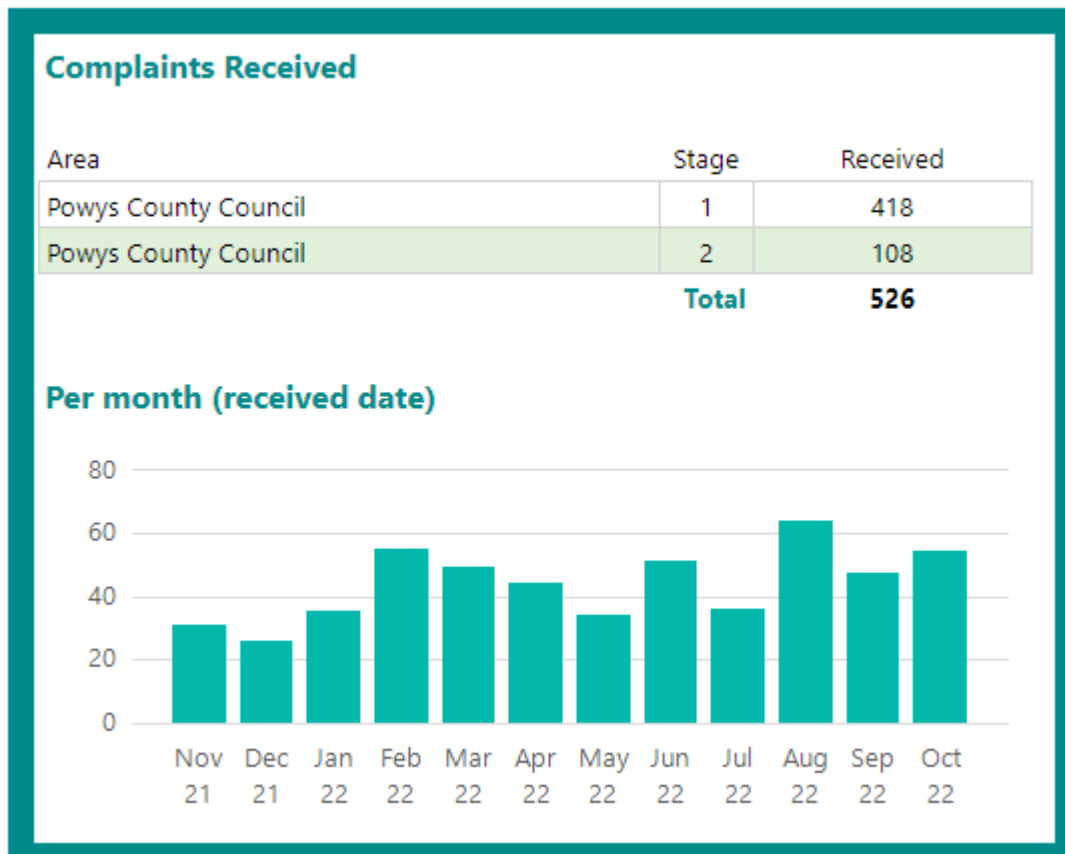 Complaints Received
Area Stage Received
Powys County Council 1 418
Powys County Council 2 108
Total 526
Per month (received date)
80
60
40
20
0
Nov Dec Jan Feb Mar Apr May Jun Jul Aug Sep Oct
21 21 22 22 22 22 22 22 22 22 22 22